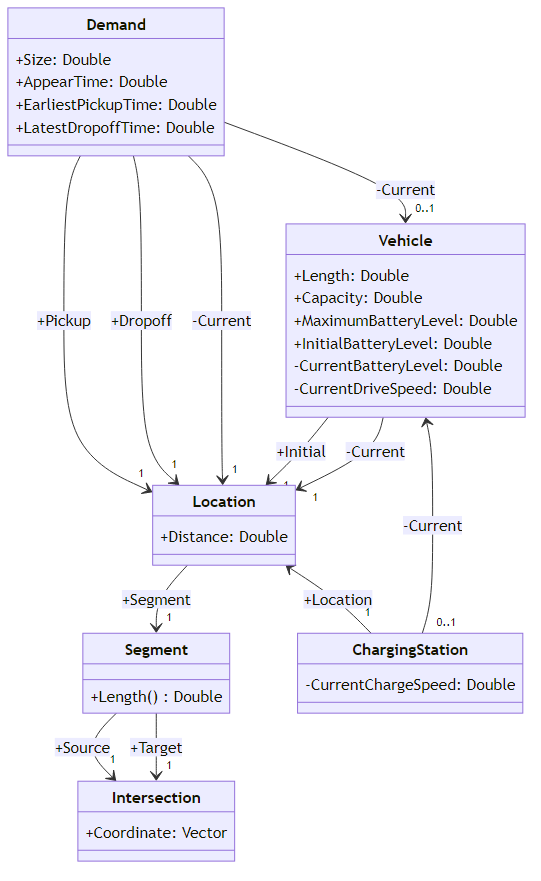 Demand
+Size: Double
+AppearTime: Double
+EarliestPickupTime: Double
+LatestDropoffTime: Double
-Current
0..1
Vehicle
+Length: Double
+Capacity: Double
+MaximumBatteryLevel: Double
+InitialBatteryLevel: Double
-CurrentBatteryLevel: Double
-CurrentDriveSpeed: Double
+Pickup
+Dropoff
-Current
+Initial
-Current
1
1
1
1
1
Location
+Distance: Double
-Current
+Segment
+Location
1
1
0..1
Segment
+Length() : Double
ChargingStation
-CurrentChargeSpeed: Double
+Source
+Target
1
1
Intersection
+Coordinate: Vector